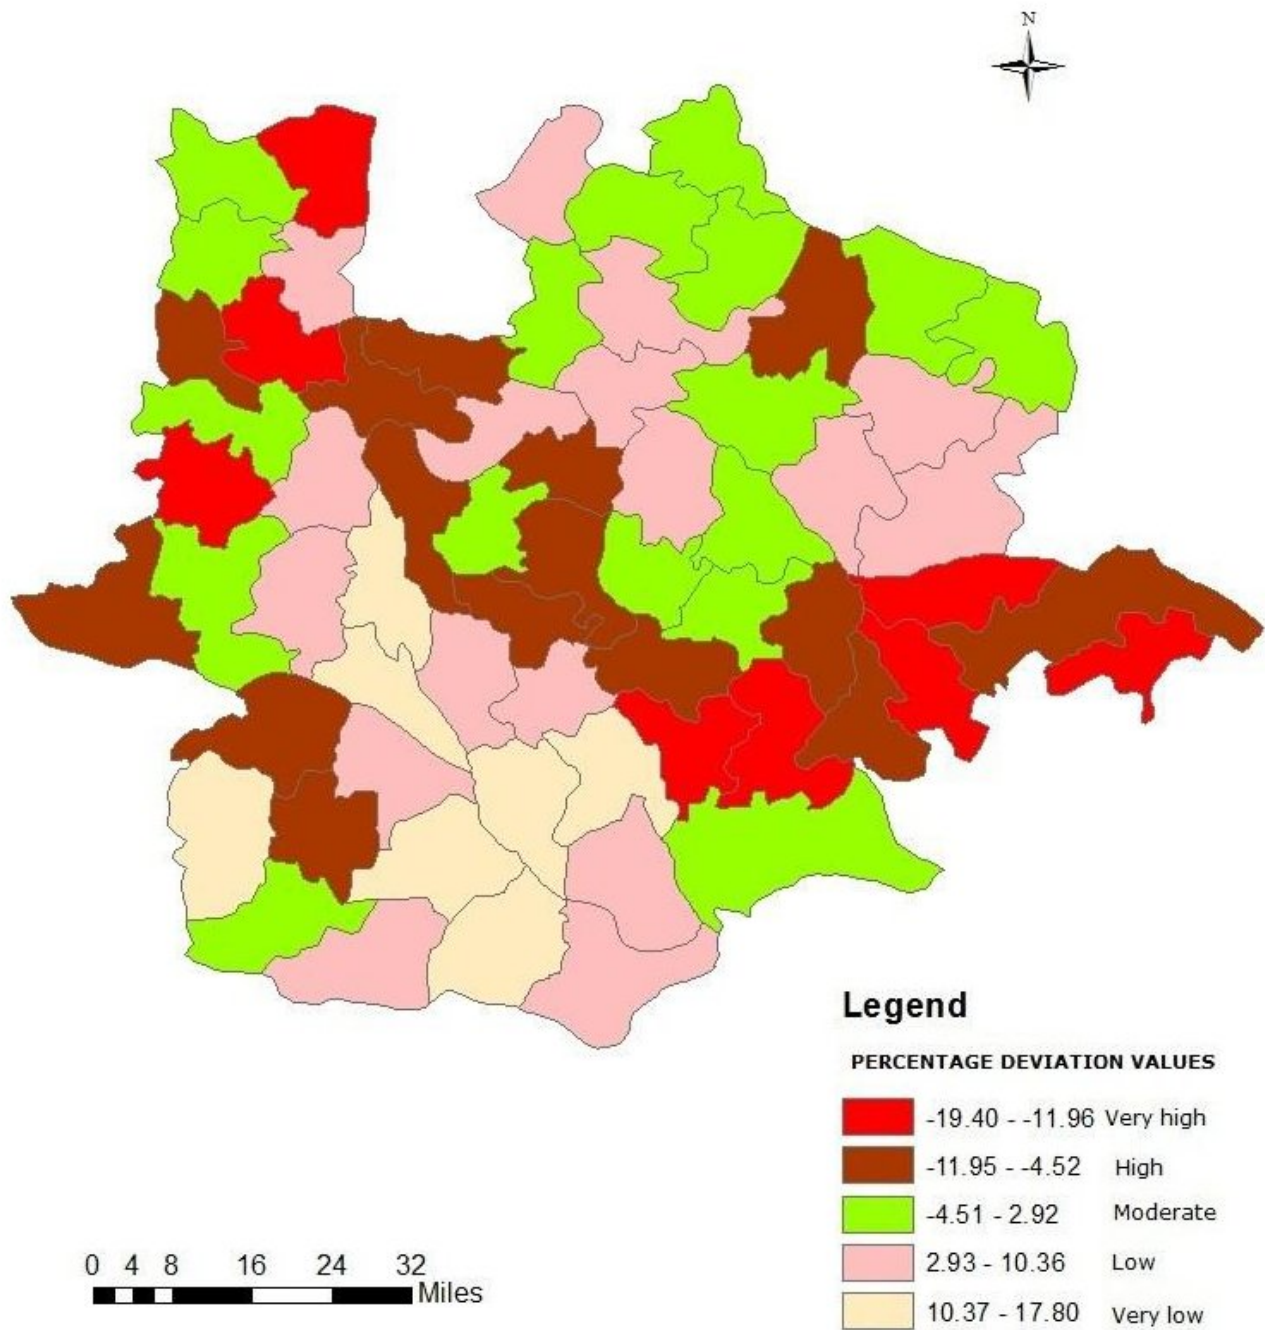 N
Legend
PERCENTAGE DEVIATION VALUES
-19.40 - -11.96 Very high
-11.95 - -4.52 High
-4.51 - 2.92 Moderate
2.93 - 10.36 Low
10.37 - 17.80 Very low
0 4 8 16 24 32
Miles